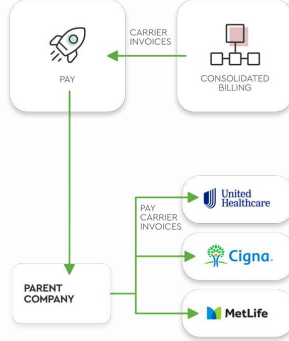 CARRIER
INVOICES
PAY
CONSOLIDATED
BILLING
United
Healthcare
PAY
CARRIER
INVOICES
Cigna.
PARENT
COMPANY
MetLife